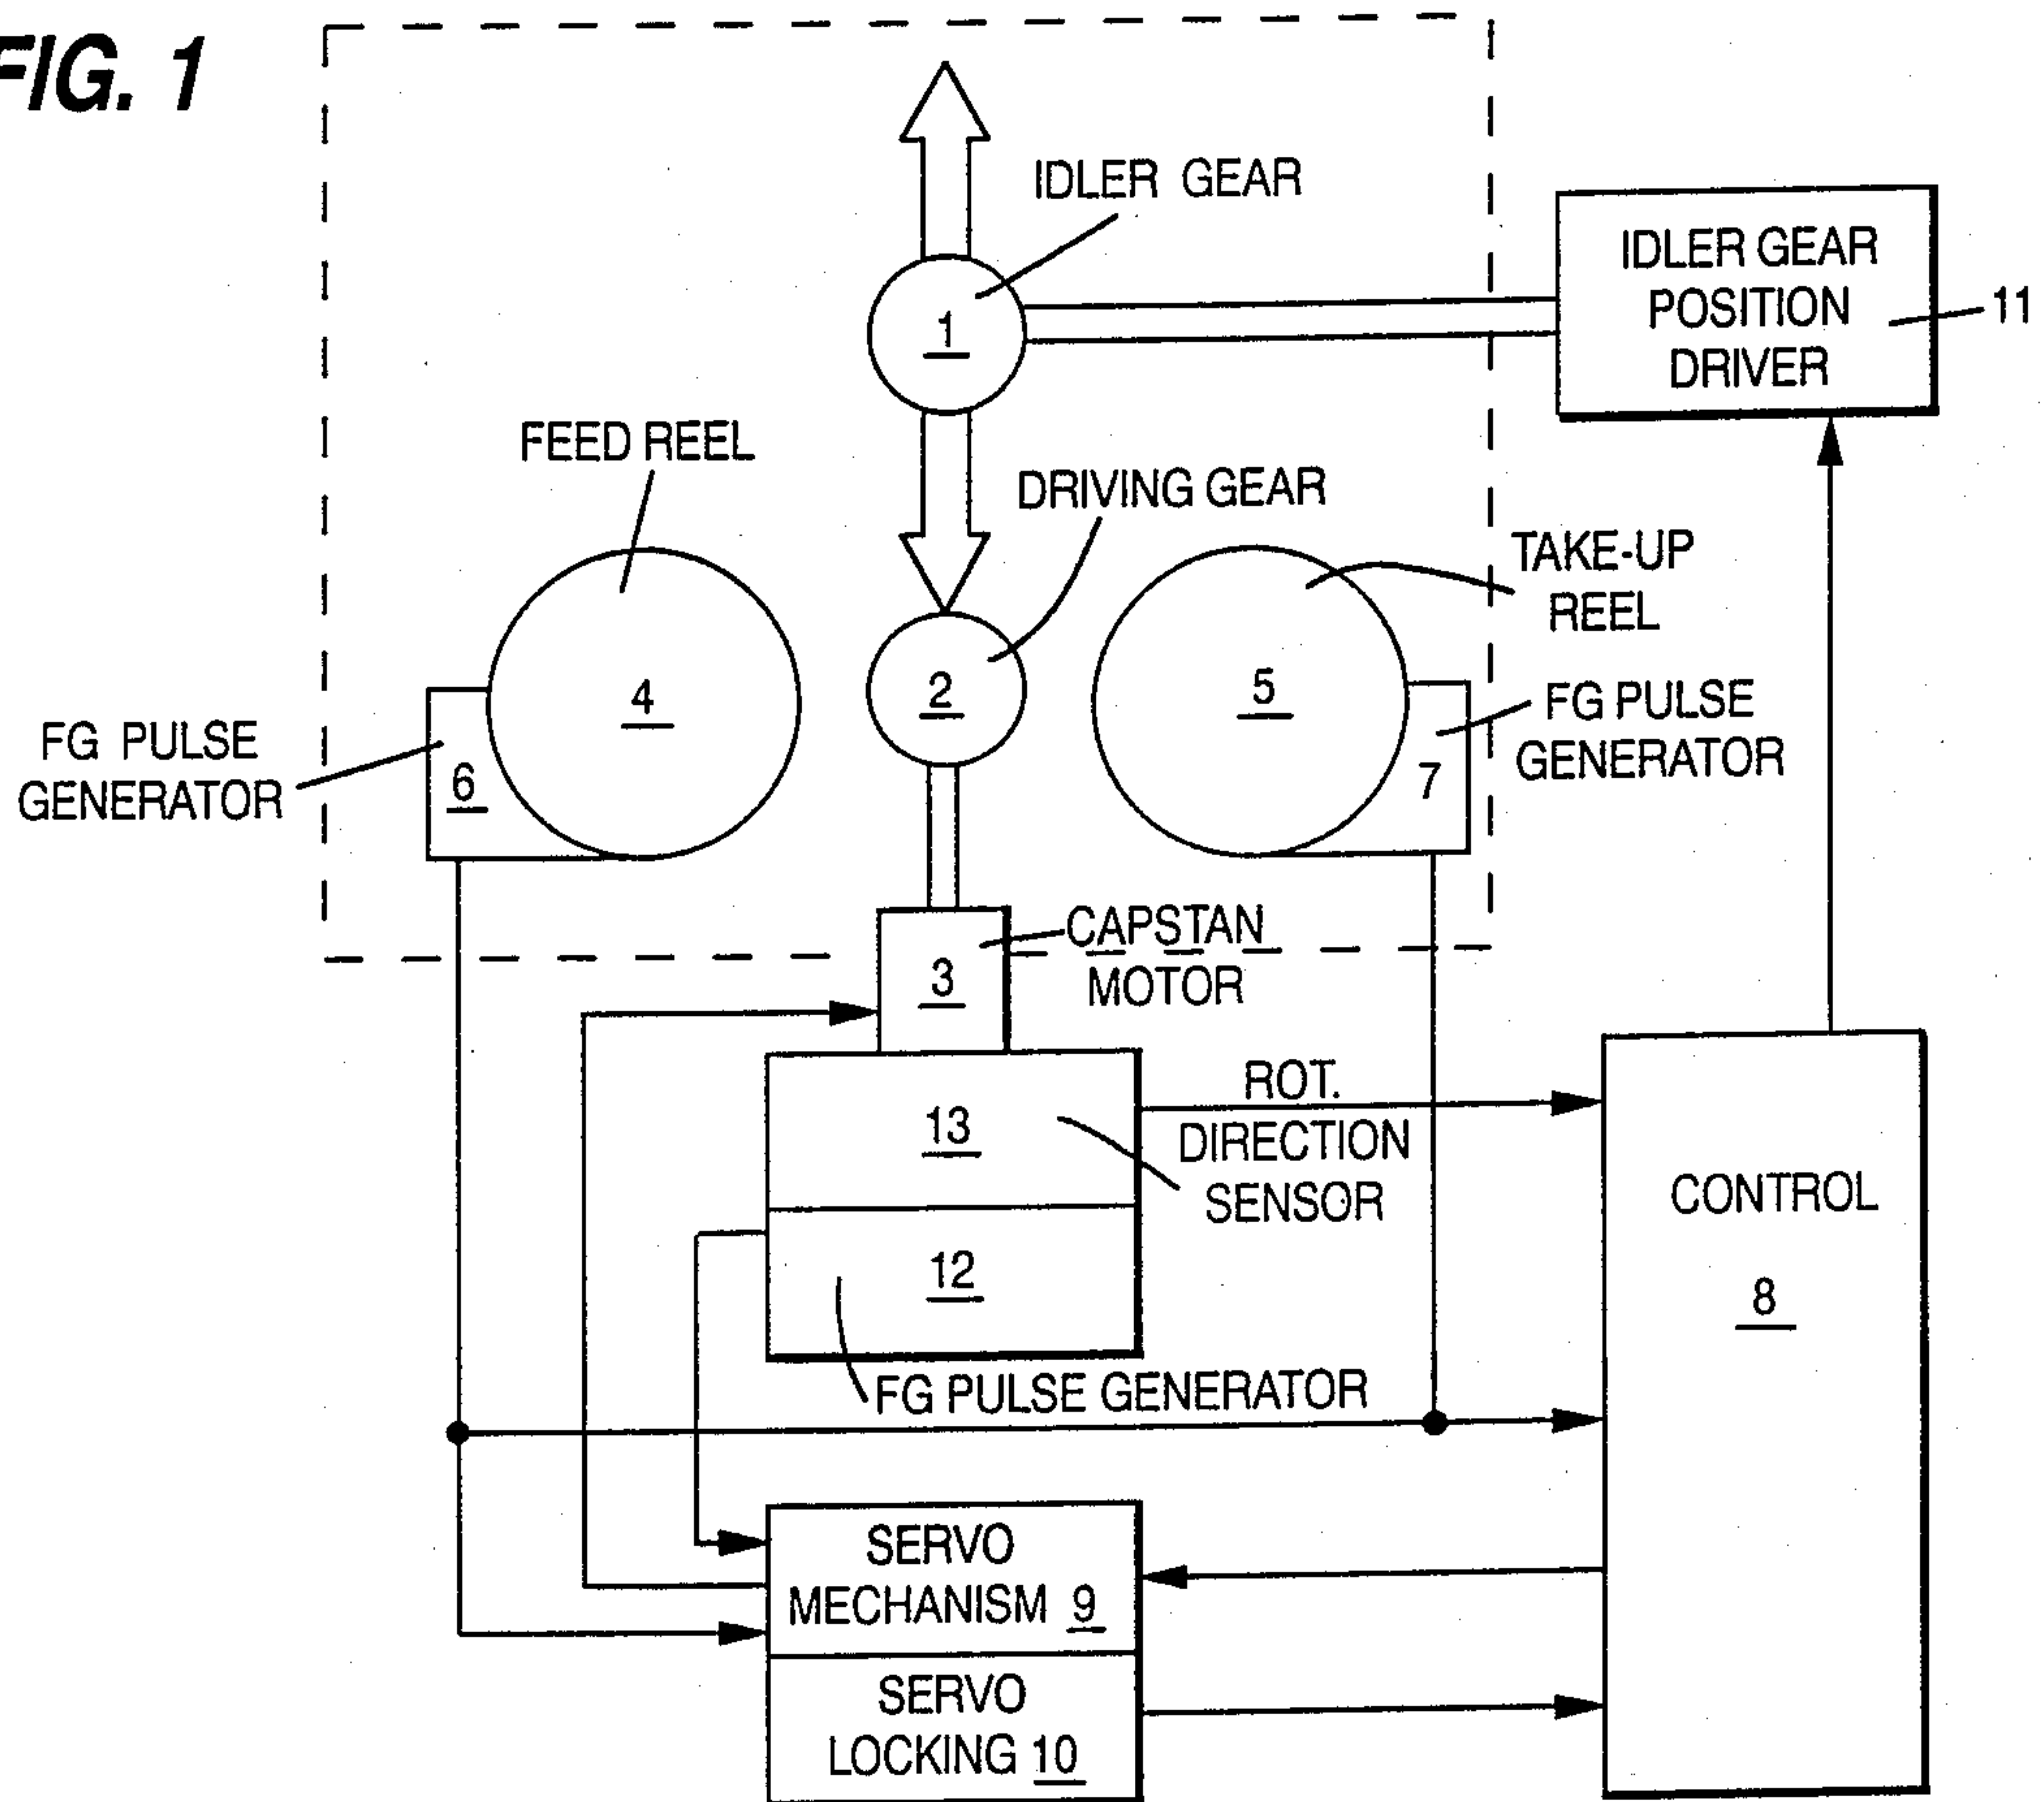 FIG. 1
IDLER GEAR
1
IDLER GEAR
POSITION
DRIVER
11
FEED REEL
DRIVING GEAR
TAKE-UP
REEL
4
2
5
FG PULSE
GENERATOR
6
FG PULSE
GENERATOR
7
CAPSTAN
MOTOR
3
ROT.
DIRECTION
SENSOR
13
CONTROL
8
12
FG PULSE GENERATOR
SERVO
MECHANISM 9
SERVO
LOCKING 10